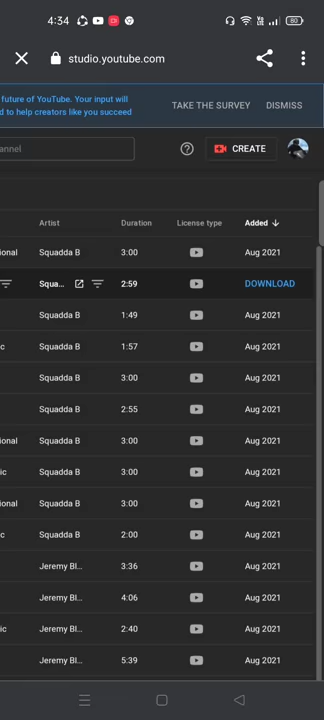 4:34
80
studio.youtube.com
future of YouTube. Your input will
d to help creators like you succeed
TAKE THE SURVEY
DISMISS
annel
CREATE
Artist Duration License type Added
ional Squadda B 3:00 Aug 2021
Squa... 2:59 DOWNLOAD
Squadda B 1:49 Aug 2021
c Squadda B 1:57 Aug 2021
Squadda B 3:00 Aug 2021
Squadda B 2:55 Aug 2021
ional Squadda B 3:00 Aug 2021
ic Squadda B 3:00 Aug 2021
ional Squadda B 3:00 Aug 2021
c Squadda B 2:00 Aug 2021
Jeremy Bl... 3:36 Aug 2021
Jeremy Bl... 4:06 Aug 2021
ic Jeremy Bl... 2:40 Aug 2021
Jeremy Bl... 5:39 Aug 2021